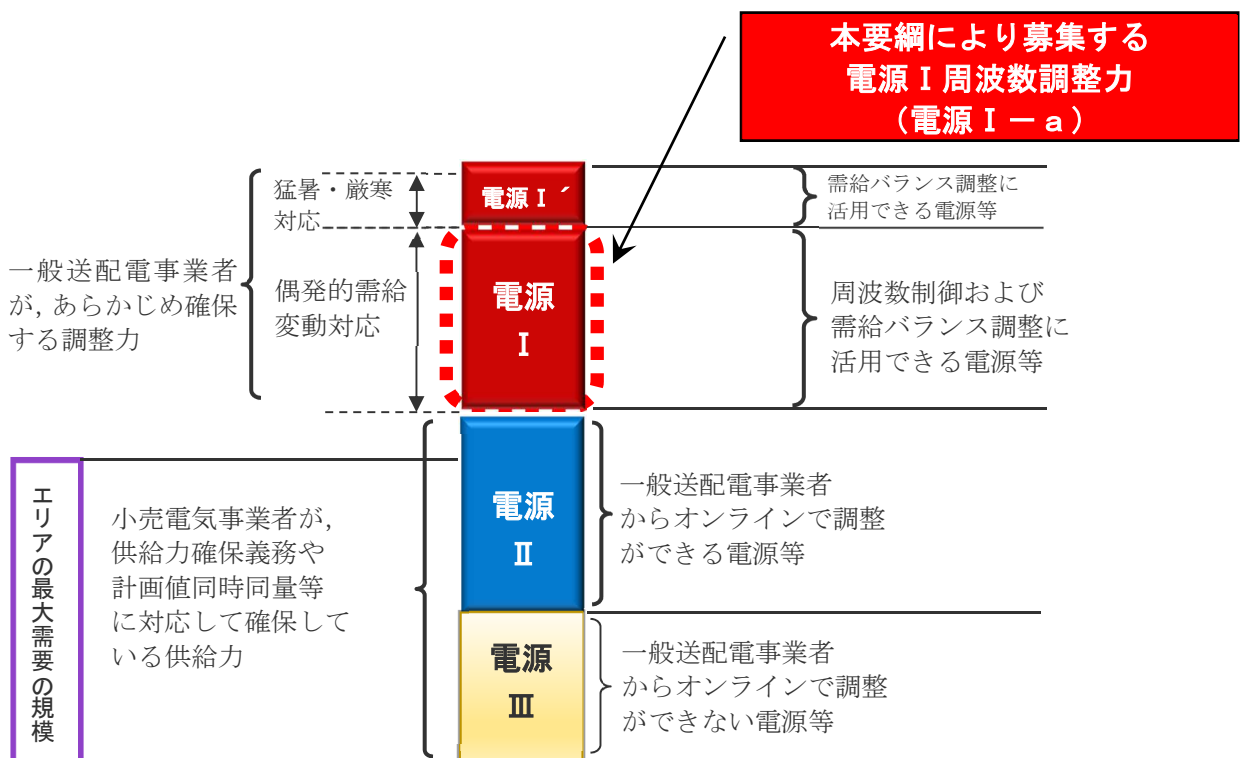 本要綱により募集する
電源Ⅰ周波数調整力
(電源Ⅰ－ａ)
猛暑・厳寒
対応
電源Ⅰ´
需給バランス調整に
活用できる電源等
一般送配電事業者
が, あらかじめ確保
する調整力
偶発的需給
変動対応
電源
Ⅰ
周波数制御および
需給バランス調整に
活用できる電源等
エリアの最大需要の規模
小売電気事業者が,
供給力確保義務や
計画値同時同量等
に対応して確保して
いる供給力
電源
Ⅱ
一般送配電事業者
からオンラインで調整
ができる電源等
電源
Ⅲ
一般送配電事業者
からオンラインで調整
ができない電源等